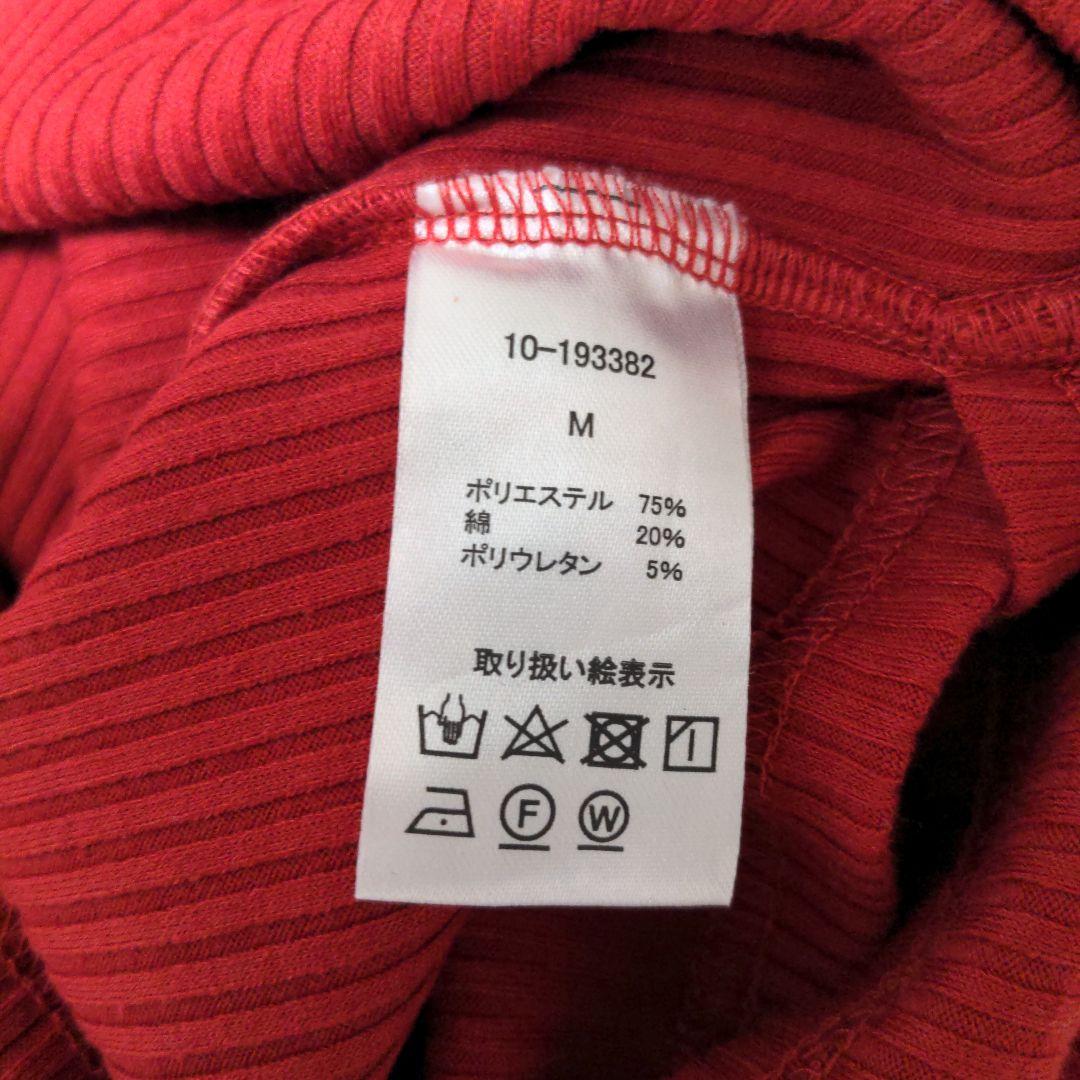 10-193382
M
ポリエステル 75%
綿 20%
ポリウレタン 5%
取り扱い絵表示
F W